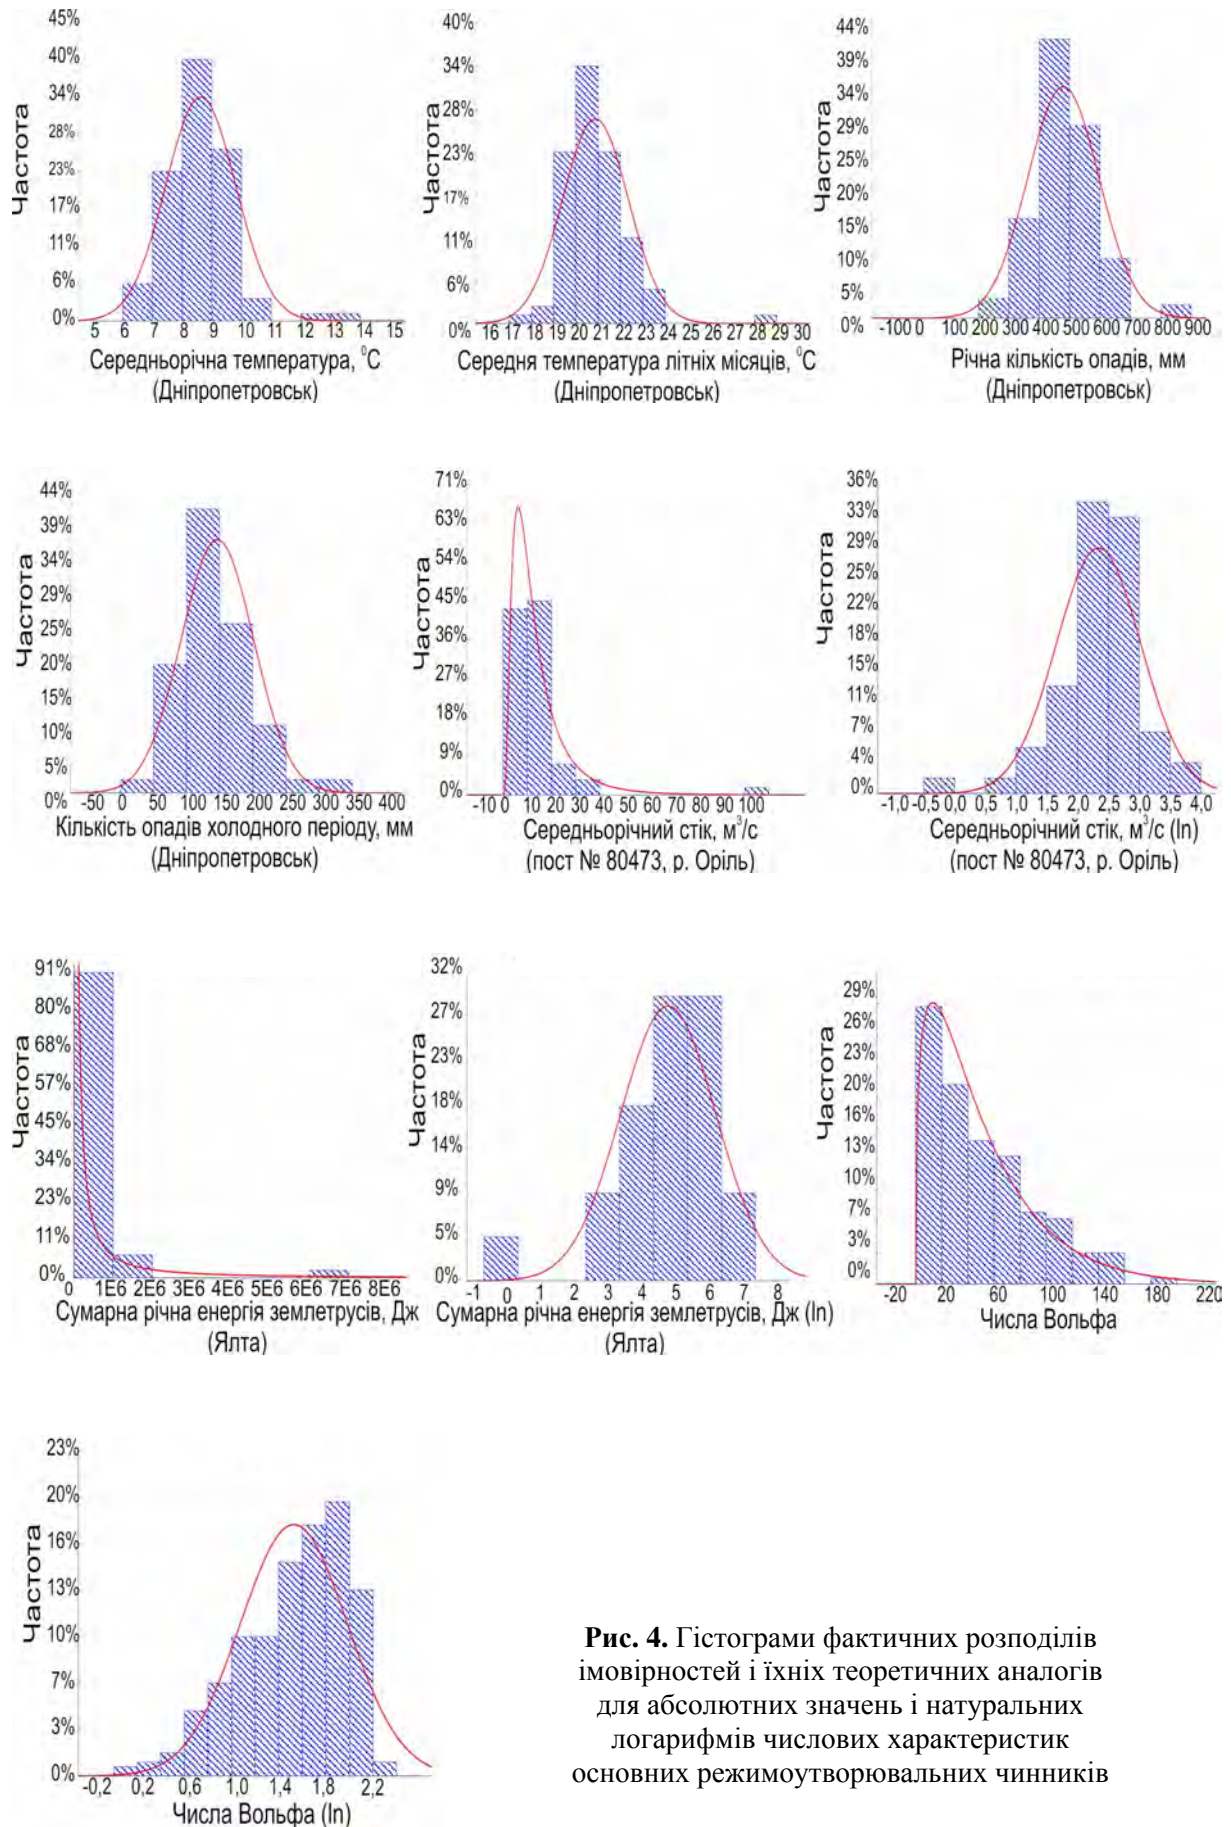 45%
40%
34%
28%
23%
17%
11%
6%
0%
Частота
5 6 7 8 9 10 11 12 13 14 15
Середньорічна температура, ⁰С
(Дніпропетровськ)
40%
34%
28%
23%
17%
11%
6%
0%
Частота
16 17 18 19 20 21 22 23 24 25 26 27 28 29 30
Середня температура літніх місяців, ⁰С
(Дніпропетровськ)
44%
39%
34%
29%
25%
20%
15%
10%
5%
0%
Частота
-100 0 100 200 300 400 500 600 700 800 900
Річна кількість опадів, мм
(Дніпропетровськ)
44%
39%
34%
29%
25%
20%
15%
10%
5%
0%
Частота
-50 0 50 100 150 200 250 300 350 400
Кількість опадів холодного періоду, мм
(Дніпропетровськ)
71%
63%
54%
45%
36%
27%
18%
9%
0%
Частота
-10 0 10 20 30 40 50 60 70 80 90 100
Середньорічний стік, м³/с
(пост № 80473, р. Оріль)
36%
33%
29%
25%
22%
18%
15%
11%
7%
4%
0%
Частота
-1,0 -0,5 0,0 0,5 1,0 1,5 2,0 2,5 3,0 3,5 4,0
Середньорічний стік, м³/с (ln)
(пост № 80473, р. Оріль)
91%
80%
68%
57%
45%
34%
23%
11%
0%
Частота
0 1E6 2E6 3E6 4E6 5E6 6E6 7E6 8E6
Сумарна річна енергія землетрусів, Дж
(Ялта)
32%
27%
23%
18%
14%
9%
5%
0%
Частота
-1 0 1 2 3 4 5 6 7 8
Сумарна річна енергія землетрусів, Дж (ln)
(Ялта)
29%
26%
23%
20%
16%
13%
10%
7%
3%
0%
Частота
-20 20 60 100 140 180 220
Числа Вольфа
23%
20%
16%
13%
10%
7%
3%
0%
Частота
-0,2 0,2 0,6 1,0 1,4 1,8 2,2
Числа Вольфа (ln)
Рис. 4. Гістограми фактичних розподілів
імовірностей і їхніх теоретичних аналогів
для абсолютних значень і натуральних
логарифмів числових характеристик
основних режимоутворювальних чинників